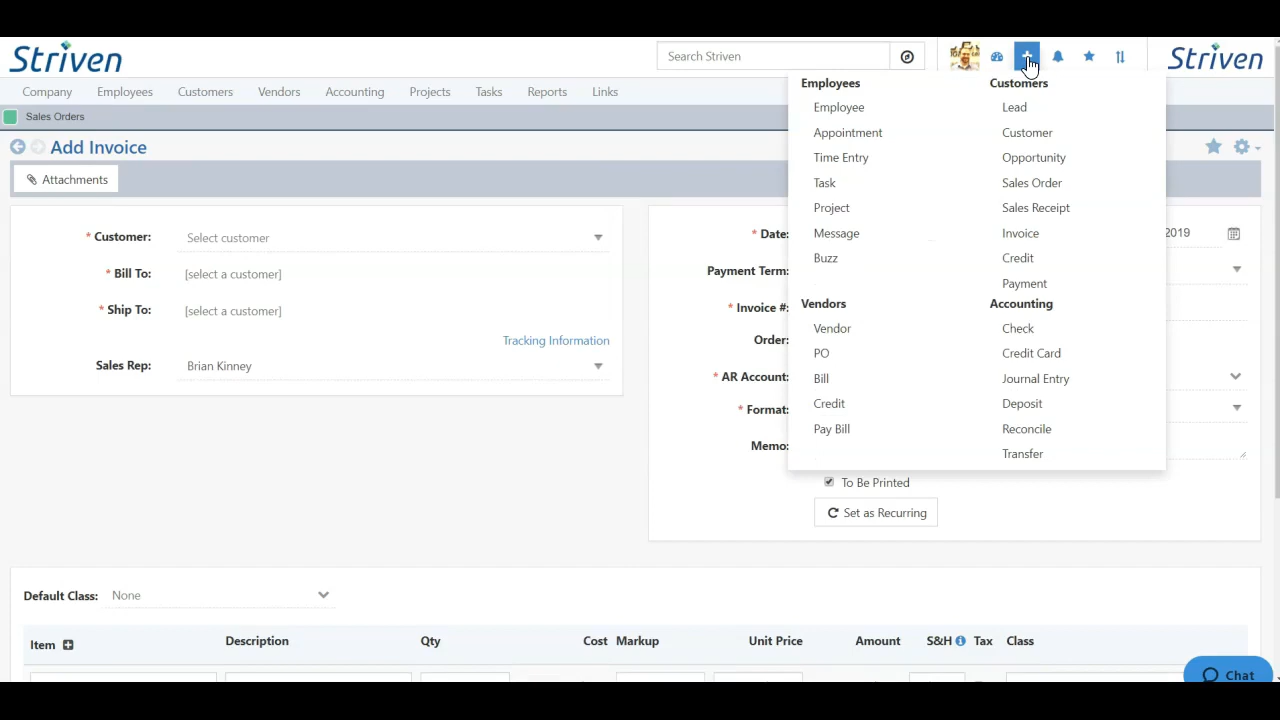 Striven
Search Striven
Striven
Company Employees Customers Vendors Accounting Projects Tasks Reports Links
Sales Orders
Add Invoice
Attachments
* Customer: Select customer
* Bill To: [select a customer]
* Ship To: [select a customer]
Tracking Information
Sales Rep: Brian Kinney
* Date: 2019
Payment Term:
* Invoice #:
Order:
* AR Account:
* Format:
Memo:
To Be Printed
Set as Recurring
Employees
Employee
Appointment
Time Entry
Task
Project
Message
Buzz
Customers
Lead
Customer
Opportunity
Sales Order
Sales Receipt
Invoice
Credit
Payment
Vendors
Vendor
PO
Bill
Credit
Pay Bill
Accounting
Check
Credit Card
Journal Entry
Deposit
Reconcile
Transfer
Default Class: None
Item Description Qty Cost Markup Unit Price Amount S&H Tax Class
Chat